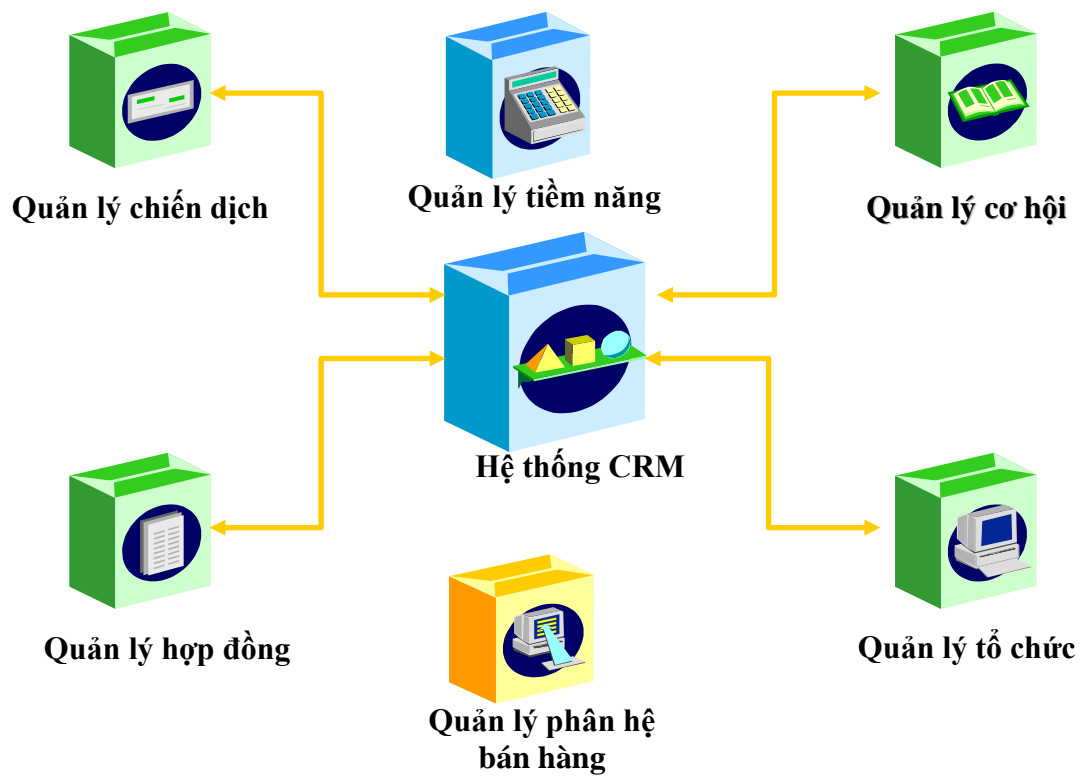 Quản lý chiến dịch
Quản lý tiềm năng
Quản lý cơ hội
Hệ thống CRM
Quản lý hợp đồng
Quản lý tổ chức
Quản lý phân hệ
bán hàng